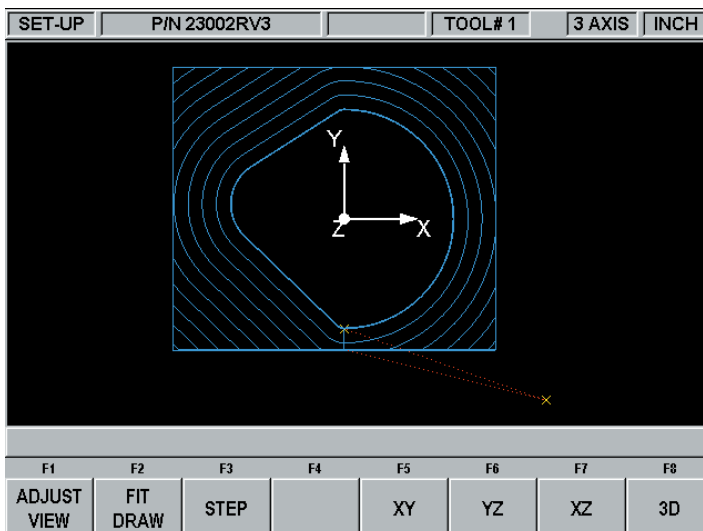 SET-UP P/N 23002RV3 TOOL# 1 3 AXIS INCH
Y
Z X
F1 F2 F3 F4 F5 F6 F7 F8
ADJUST VIEW FIT DRAW STEP XY YZ XZ 3D